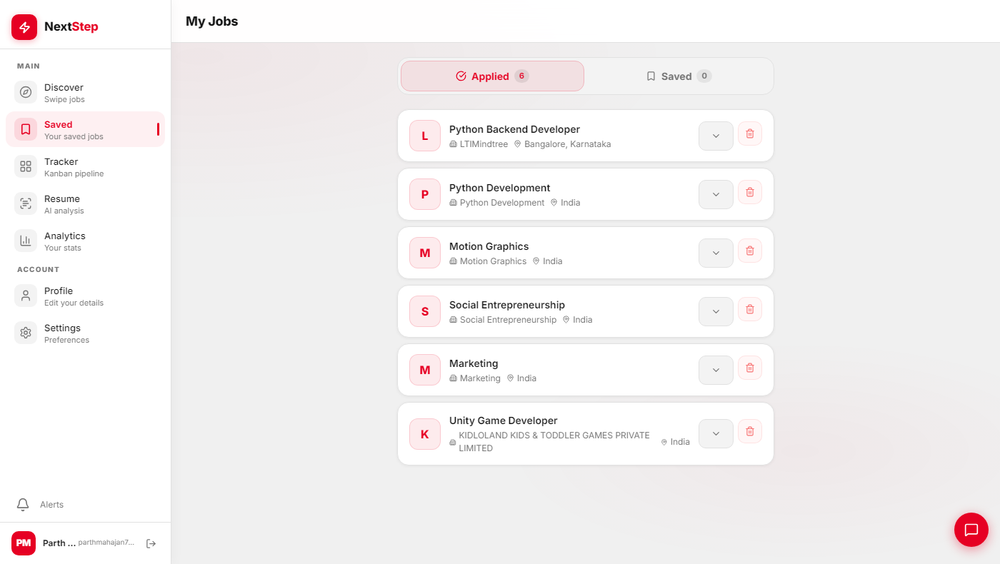 NextStep
MAIN
Discover
Swipe jobs
Saved
Your saved jobs
Tracker
Kanban pipeline
Resume
AI analysis
Analytics
Your stats
ACCOUNT
Profile
Edit your details
Settings
Preferences
Alerts
PM Parth ... parthmahajan7...
My Jobs
Applied 6
Saved 0
L
Python Backend Developer
LTIMindtree Bangalore, Karnataka
P
Python Development
Python Development India
M
Motion Graphics
Motion Graphics India
S
Social Entrepreneurship
Social Entrepreneurship India
M
Marketing
Marketing India
K
Unity Game Developer
KIDLOLAND KIDS & TODDLER GAMES PRIVATE
LIMITED
India